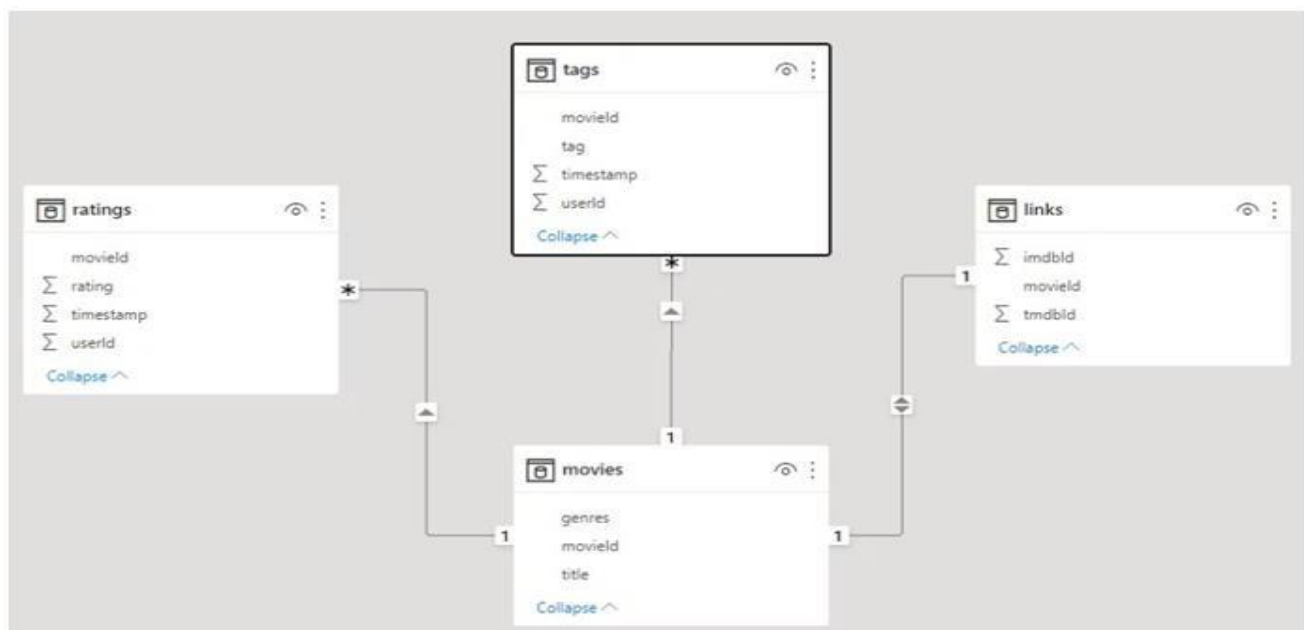 tags
movieId
tag
Σ timestamp
Σ userId
Collapse
ratings
movieId
Σ rating
Σ timestamp
Σ userId
Collapse
links
Σ imdbId
movieId
Σ tmdbId
Collapse
*
*
1
1
movies
genres
movieId
title
Collapse
1
1